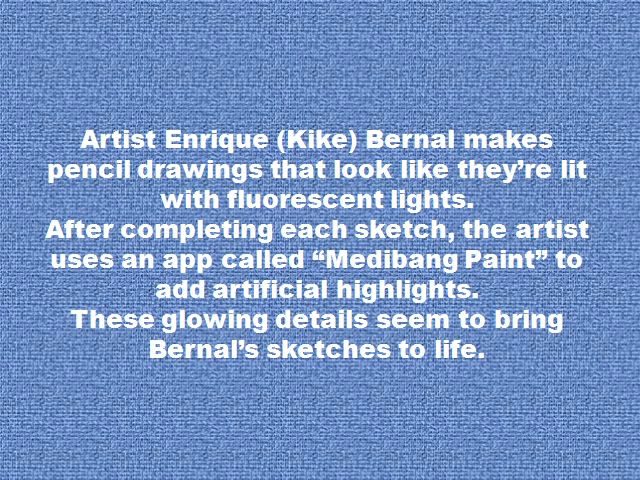 Artist Enrique (Kike) Bernal makes
pencil drawings that look like they’re lit
with fluorescent lights.
After completing each sketch, the artist
uses an app called “Medibang Paint” to
add artificial highlights.
These glowing details seem to bring
Bernal’s sketches to life.